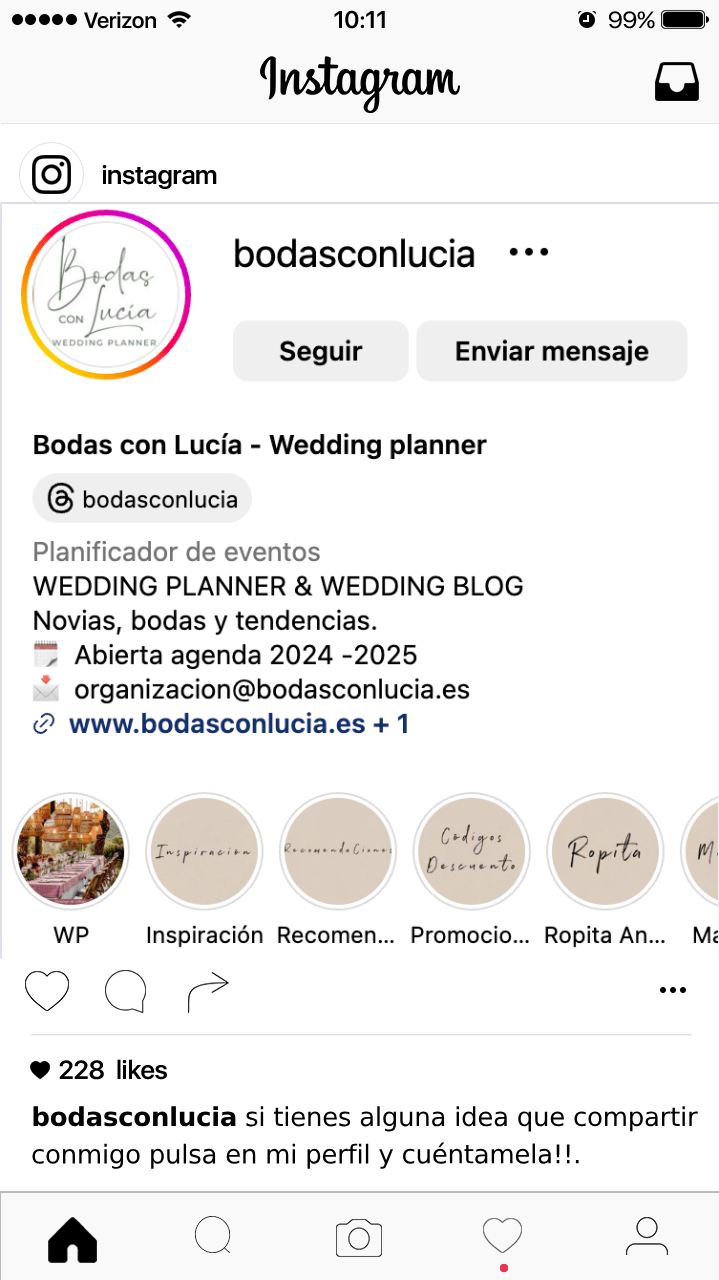 Verizon 10:11 99%
Instagram
instagram
Bodas
CON Lucía
WEDDING PLANNER
bodasconlucia
Seguir Enviar mensaje
Bodas con Lucía - Wedding planner
bodasconlucia
Planificador de eventos
WEDDING PLANNER & WEDDING BLOG
Novias, bodas y tendencias.
Abierta agenda 2024 -2025
organizacion@bodasconlucia.es
www.bodasconlucia.es + 1
Inspiracion RecomendaCiones Códigos Descuento Ropita
WP Inspiración Recomen... Promocio... Ropita An... Ma
228 likes
bodasconlucia si tienes alguna idea que compartir
conmigo pulsa en mi perfil y cuéntamela!!.